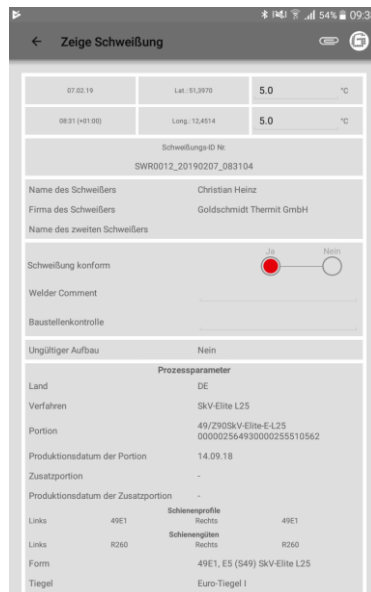 54% 09:3
Zeige Schweißung
07.02.19 Lat.: 51,3970 5.0 °C
08:31 (+01:00) Long.: 12,4514 5.0 °C
Schweißungs-ID Nr.
SWR0012_20190207_083104
Name des Schweißers Christian Heinz
Firma des Schweißers Goldschmidt Thermit GmbH
Name des zweiten Schweißers
Ja Nein
Schweißung konform
Welder Comment
Baustellenkontrolle
Ungültiger Aufbau Nein
Prozessparameter
Land DE
Verfahren SkV-Elite L25
Portion 49/Z90SkV-Elite-E-L25
000002564930000255510562
Produktionsdatum der Portion 14.09.18
Zusatzportion -
Produktionsdatum der Zusatzportion -
Schienenprofile
Links 49E1 Rechts 49E1
Schienengüten
Links R260 Rechts R260
Form 49E1, E5 (S49) SkV-Elite L25
Tiegel Euro-Tiegel I